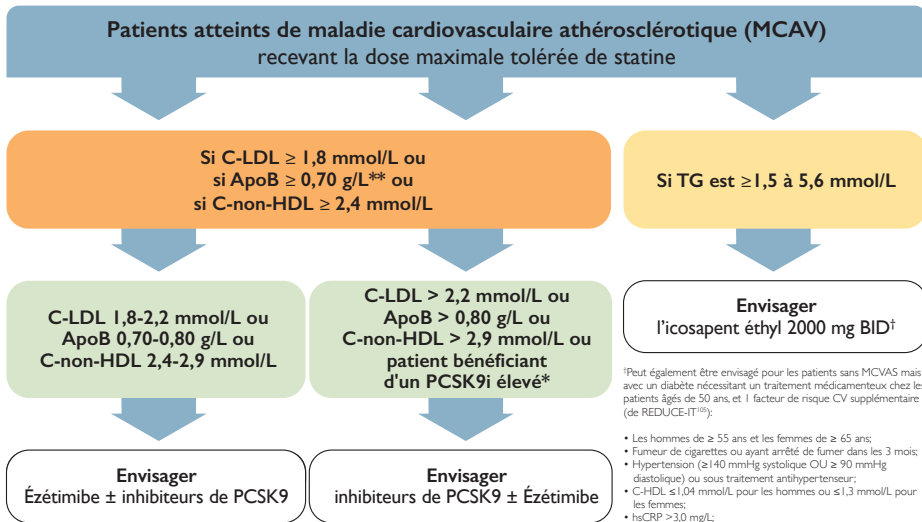 Patients atteints de maladie cardiovasculaire athérosclérotique (MCAV)
recevant la dose maximale tolérée de statine
Si C-LDL ≥ 1,8 mmol/L ou
si ApoB ≥ 0,70 g/L** ou
si C-non-HDL ≥ 2,4 mmol/L
Si TG est ≥1,5 à 5,6 mmol/L
C-LDL 1,8-2,2 mmol/L ou
ApoB 0,70-0,80 g/L ou
C-non-HDL 2,4-2,9 mmol/L
C-LDL > 2,2 mmol/L ou
ApoB > 0,80 g/L ou
C-non-HDL > 2,9 mmol/L ou
patient bénéficiant
d'un PCSK9i élevé*
Envisager
l'icosapent éthyl 2000 mg BID†
Envisager
Ézétimibe ± inhibiteurs de PCSK9
Envisager
inhibiteurs de PCSK9 ± Ézétimibe
†Peut également être envisagé pour les patients sans MCVAS mais
avec un diabète nécessitant un traitement médicamenteux chez les
patients âgés de 50 ans, et 1 facteur de risque CV supplémentaire
(de REDUCE-IT¹⁰⁵):
• Les hommes de ≥ 55 ans et les femmes de ≥ 65 ans;
• Fumeur de cigarettes ou ayant arrêté de fumer dans les 3 mois;
• Hypertension (≥140 mmHg systolique OU ≥ 90 mmHg
diastolique) ou sous traitement antihypertenseur;
• C-HDL ≤1,04 mmol/L pour les hommes ou ≤1,3 mmol/L pour
les femmes;
• hsCRP >3,0 mg/L;